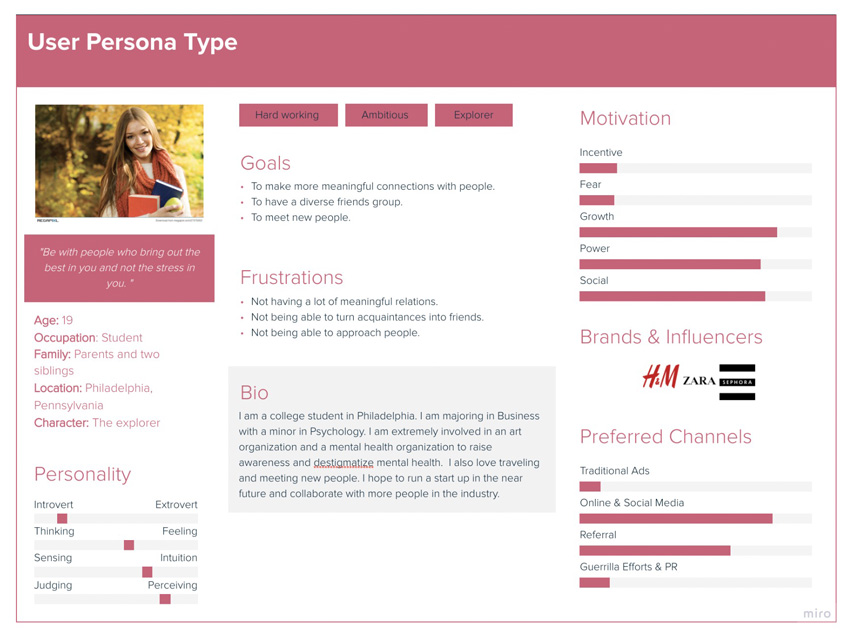 User Persona Type
"Be with people who bring out the
best in you and not the stress in
you. "
Age: 19
Occupation: Student
Family: Parents and two
siblings
Location: Philadelphia,
Pennsylvania
Character: The explorer
Personality
Introvert Extrovert
Thinking Feeling
Sensing Intuition
Judging Perceiving
Hard working Ambitious Explorer
Goals
• To make more meaningful connections with people.
• To have a diverse friends group.
• To meet new people.
Frustrations
• Not having a lot of meaningful relations.
• Not being able to turn acquaintances into friends.
• Not being able to approach people.
Bio
I am a college student in Philadelphia. I am majoring in Business
with a minor in Psychology. I am extremely involved in an art
organization and a mental health organization to raise
awareness and destigmatize mental health.  I also love traveling
and meeting new people. I hope to run a start up in the near
future and collaborate with more people in the industry.
Motivation
Incentive
Fear
Growth
Power
Social
Brands & Influencers
H&M ZARA SEPHORA
Preferred Channels
Traditional Ads
Online & Social Media
Referral
Guerrilla Efforts & PR
miro